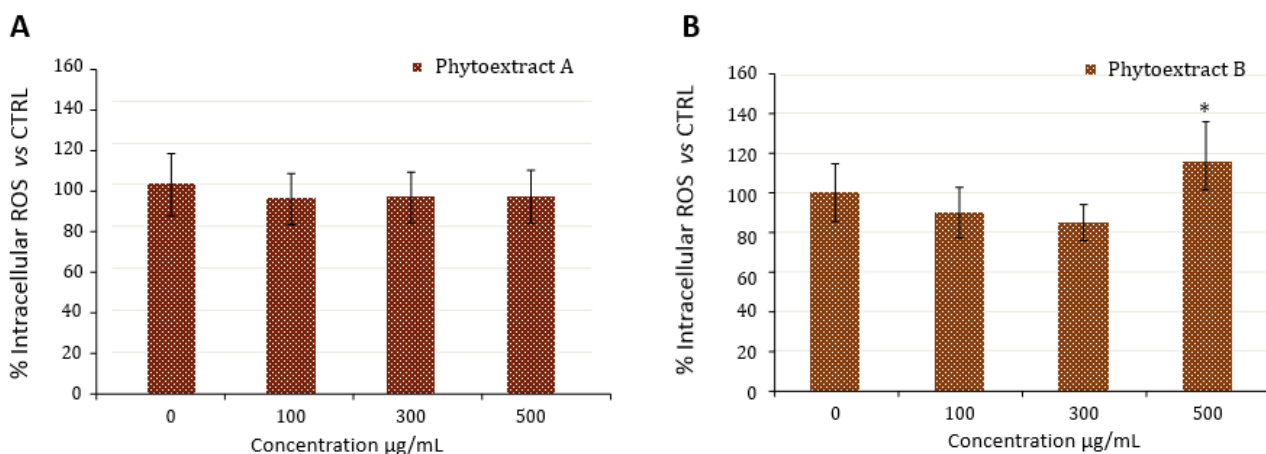 A
% Intracellular ROS vs CTRL
160
140
120
100
80
60
40
20
0
Phytoextract A
0 100 300 500
Concentration µg/mL
B
% Intracellular ROS vs CTRL
160
140
120
100
80
60
40
20
0
Phytoextract B
*
0 100 300 500
Concentration µg/mL